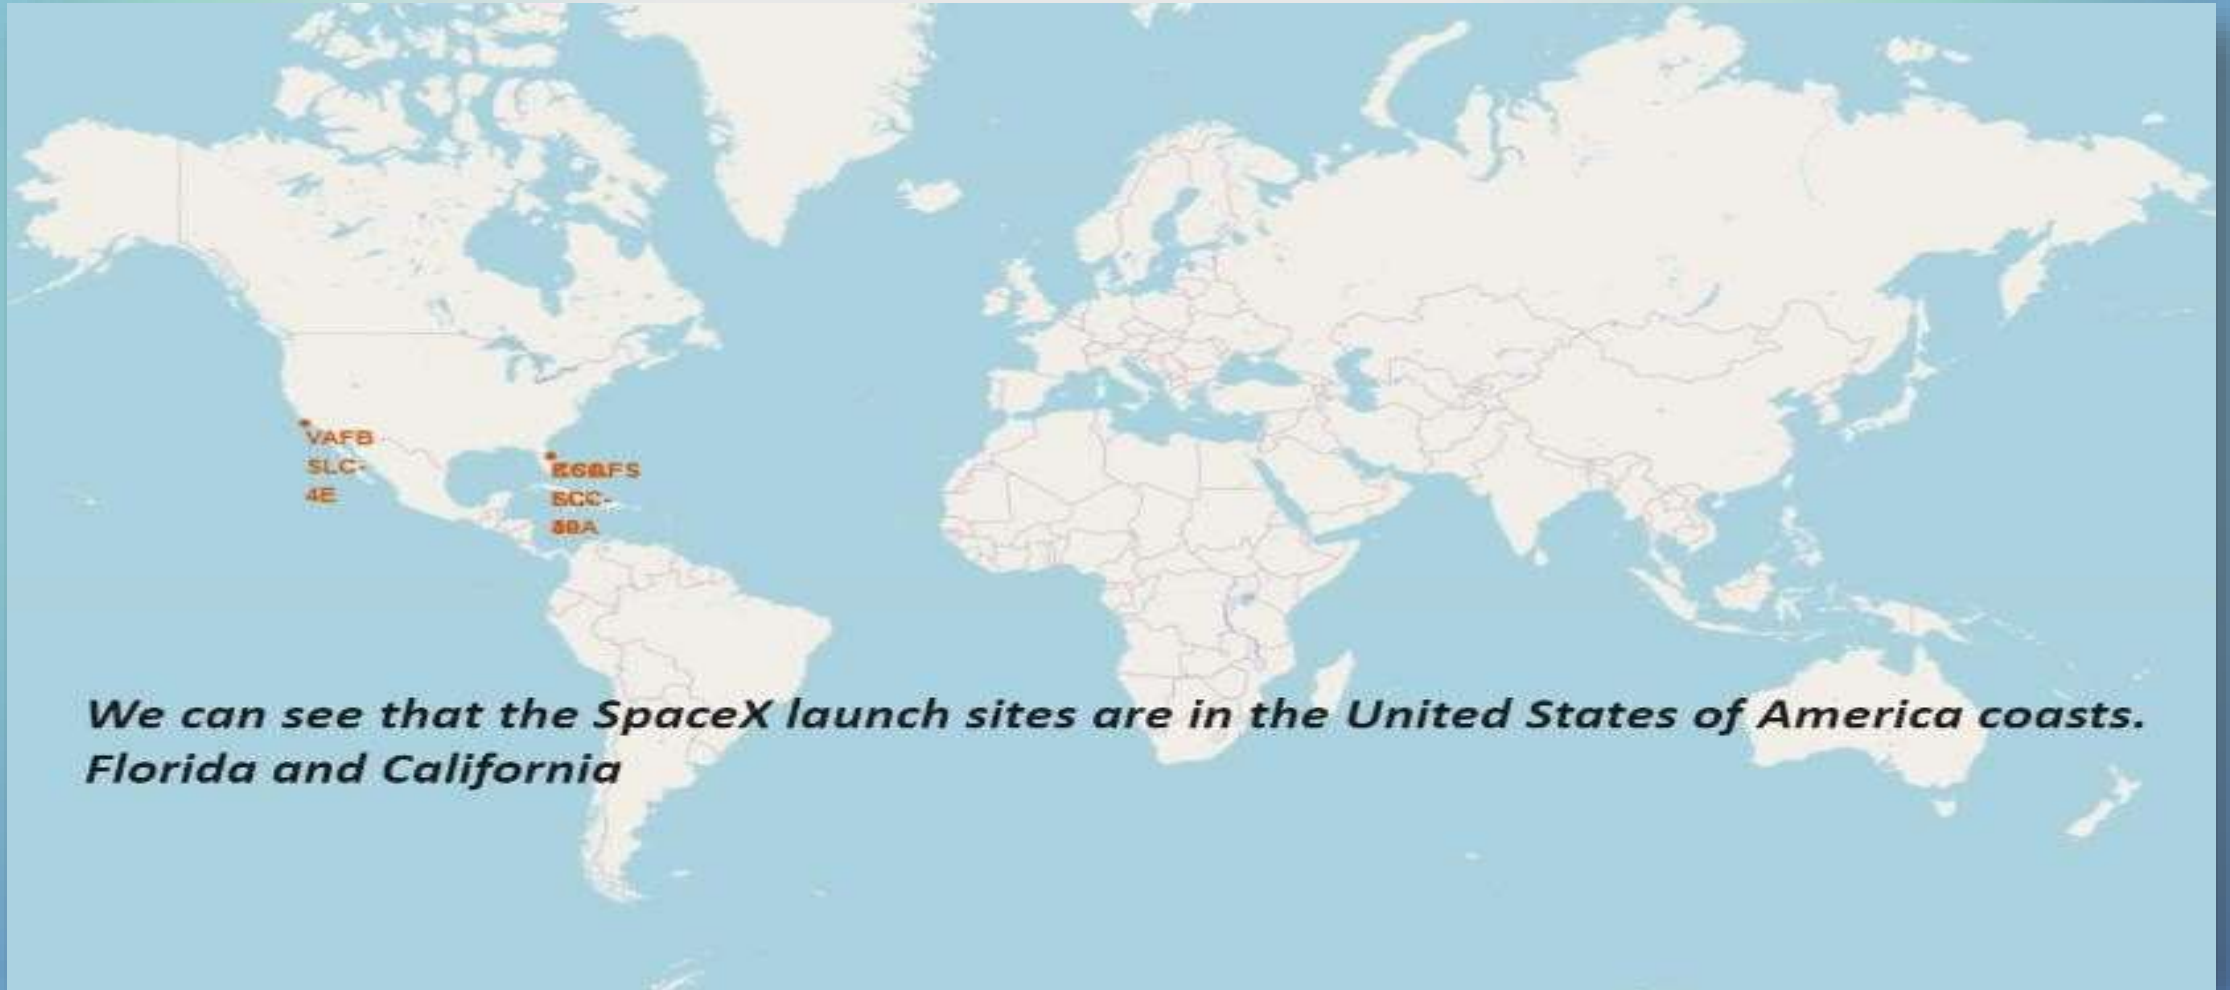 VAFB
SLC-
4E
We can see that the SpaceX launch sites are in the United States of America coasts.
Florida and California